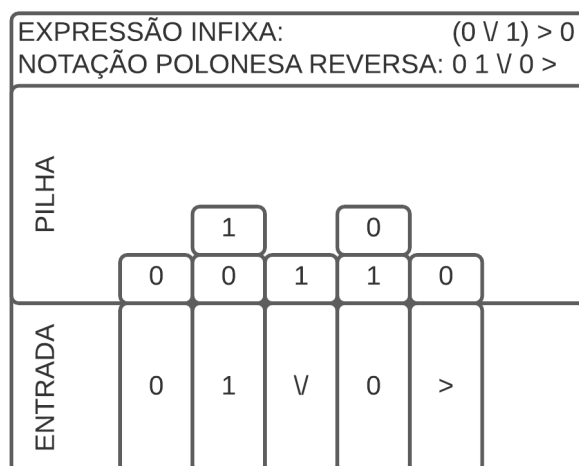 EXPRESSÃO INFIXA: (0 \/ 1) > 0
NOTAÇÃO POLONESA REVERSA: 0 1 \/ 0 >
PILHA
1 0
0 0 1 1 0
ENTRADA
0 1 \/ 0 >